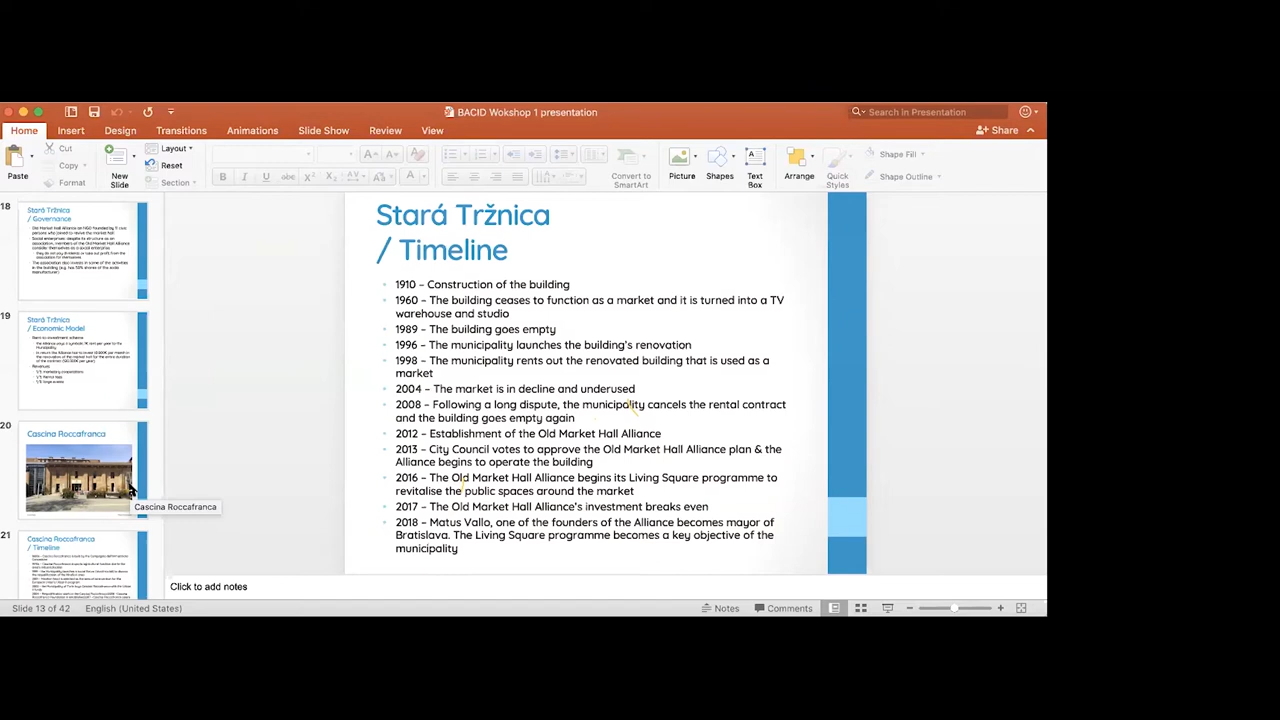 BACID Wokshop 1 presentation
Search in Presentation
Home Insert Design Transitions Animations Slide Show Review View
Share
Paste
Cut
Copy
Format
New
Slide
Layout
Reset
Section
B I U abc X² X₂ AV Aa A
Convert to
SmartArt
Picture
Shapes
Text
Box
Arrange
Quick
Styles
Shape Fill
Shape Outline
18
Stará Tržnica
/ Governance
19
Stará Tržnica
/ Economic Model
20
Cascina Roccafranca
Cascina Roccafranca
21
Cascina Roccafranca
/ Timeline
Stará Tržnica
/ Timeline
1910 – Construction of the building
1960 – The building ceases to function as a market and it is turned into a TV
warehouse and studio
1989 – The building goes empty
1996 – The municipality launches the building's renovation
1998 – The municipality rents out the renovated building that is used as a
market
2004 – The market is in decline and underused
2008 – Following a long dispute, the municipality cancels the rental contract
and the building goes empty again
2012 – Establishment of the Old Market Hall Alliance
2013 – City Council votes to approve the Old Market Hall Alliance plan & the
Alliance begins to operate the building
2016 – The Old Market Hall Alliance begins its Living Square programme to
revitalise the public spaces around the market
2017 – The Old Market Hall Alliance's investment breaks even
2018 – Matus Vallo, one of the founders of the Alliance becomes mayor of
Bratislava. The Living Square programme becomes a key objective of the
municipality
Click to add notes
Slide 13 of 42
English (United States)
Notes
Comments